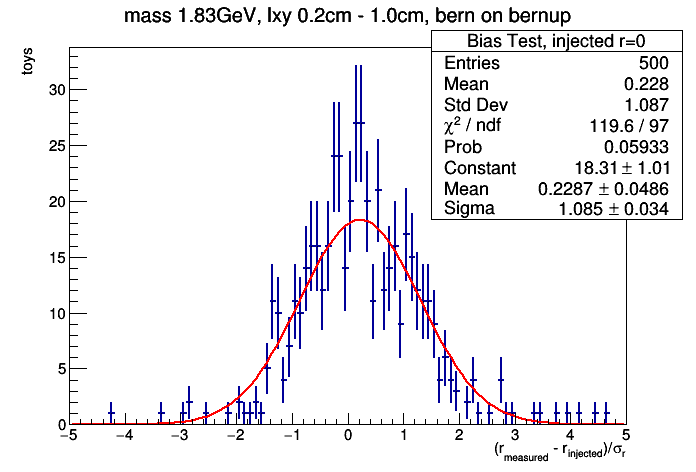 mass 1.83GeV, lxy 0.2cm - 1.0cm, bern on bernup
Bias Test, injected r=0
Entries 500
Mean 0.228
Std Dev 1.087
χ² / ndf 119.6 / 97
Prob 0.05933
Constant 18.31 ± 1.01
Mean 0.2287 ± 0.0486
Sigma 1.085 ± 0.034
toys
30
25
20
15
10
5
0
−5 −4 −3 −2 −1 0 1 2 3 4 5
(r_measured - r_injected)/σ_r